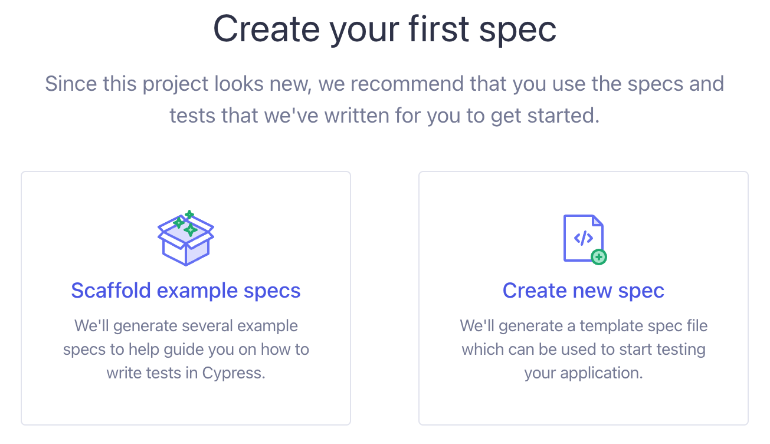 Create your first spec
Since this project looks new, we recommend that you use the specs and
tests that we've written for you to get started.
Scaffold example specs
We'll generate several example
specs to help guide you on how to
write tests in Cypress.
Create new spec
We'll generate a template spec file
which can be used to start testing
your application.